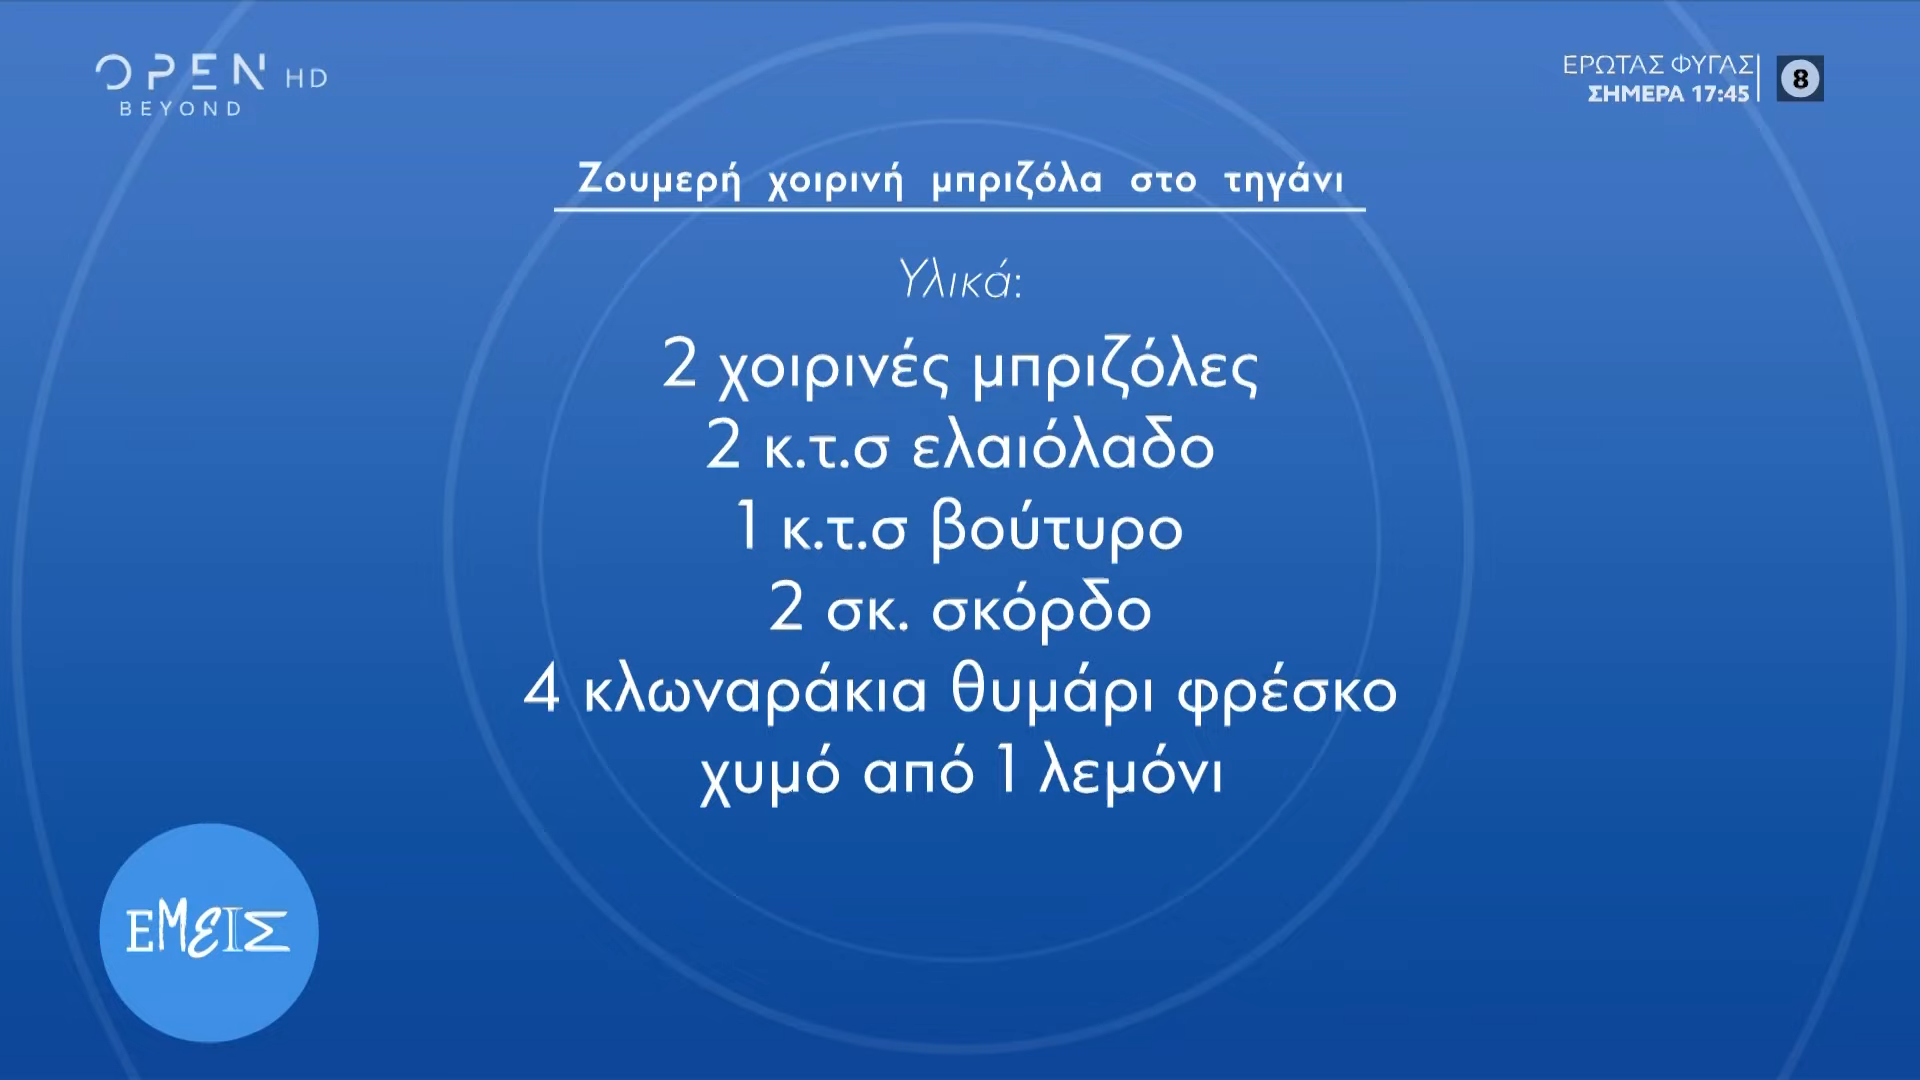 OPEN HD
BEYOND
ΕΡΩΤΑΣ ΦΥΓΑΣ
ΣΗΜΕΡΑ 17:45
8
Ζουμερή χοιρινή μπριζόλα στο τηγάνι
Υλικά:
2 χοιρινές μπριζόλες
2 κ.τ.σ ελαιόλαδο
1 κ.τ.σ βούτυρο
2 σκ. σκόρδο
4 κλωναράκια θυμάρι φρέσκο
χυμό από 1 λεμόνι
ΕΜΕΙΣ